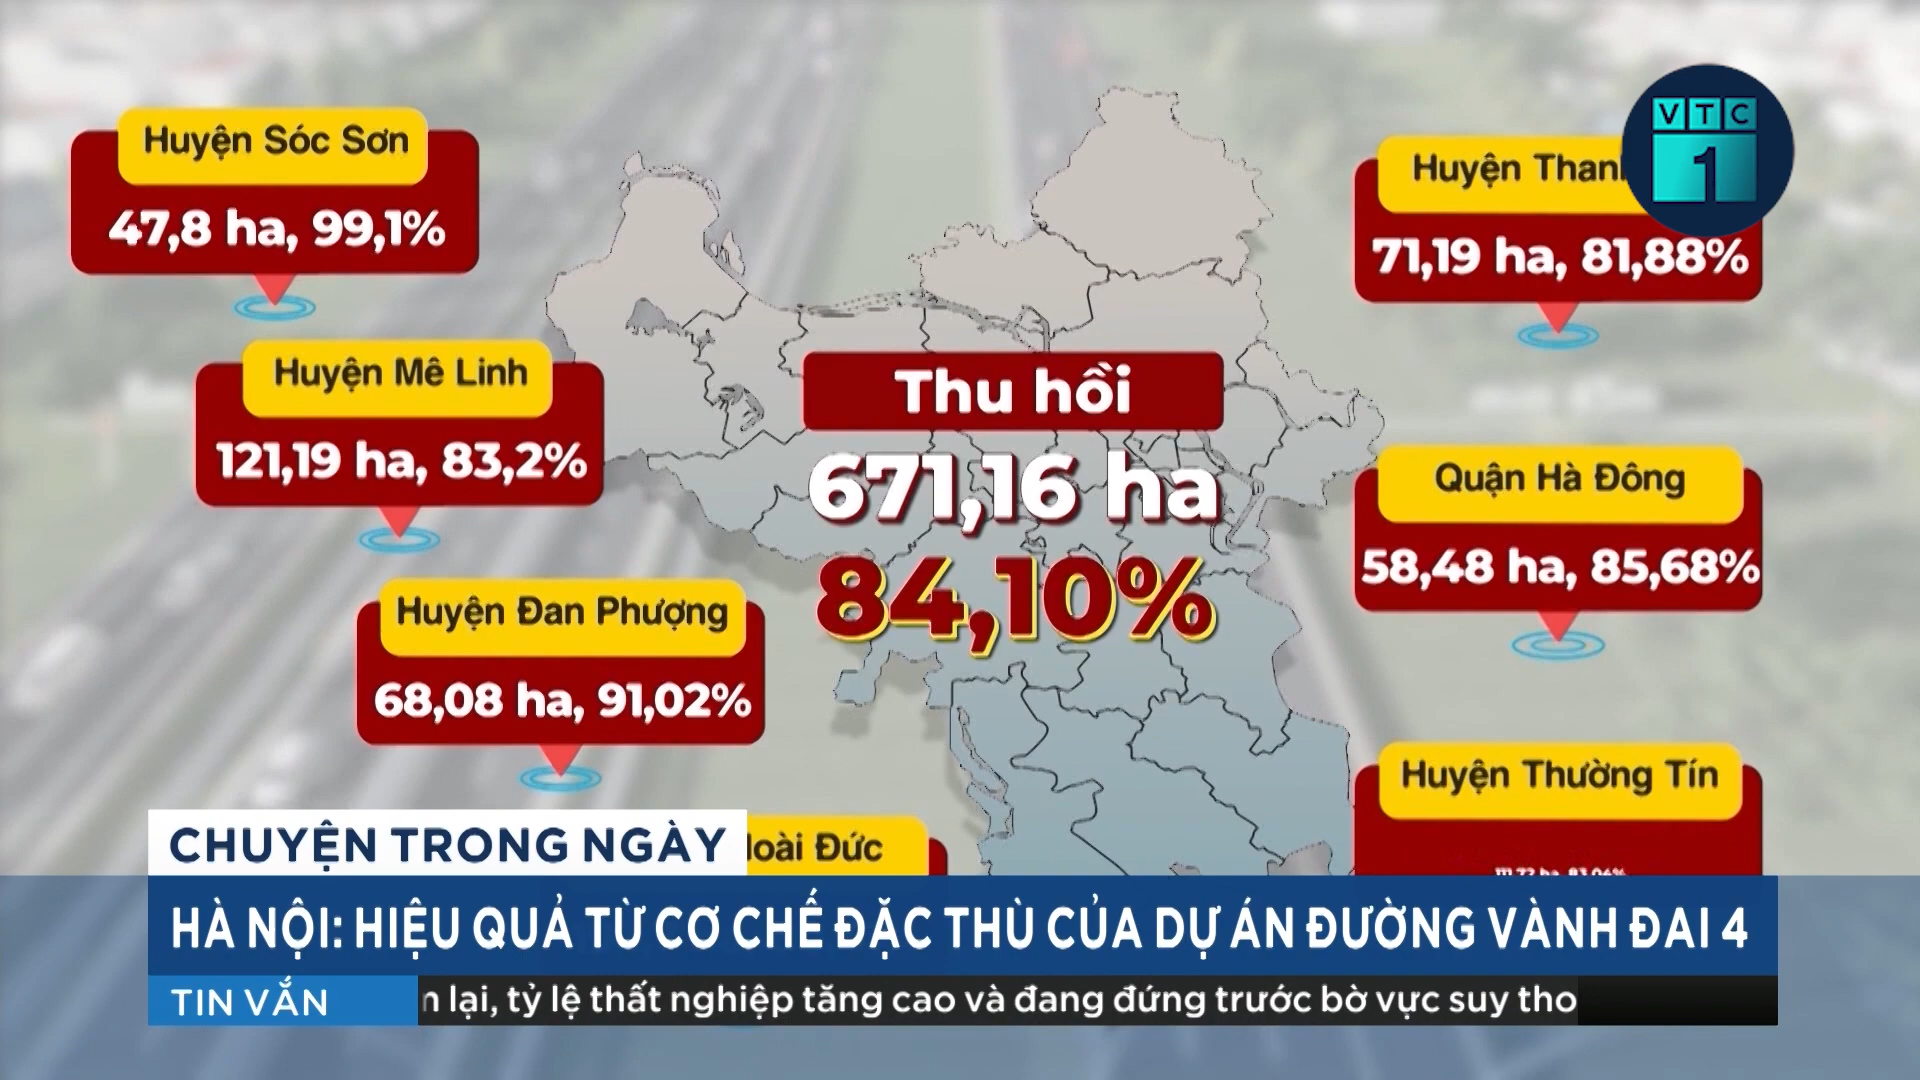 VTC
1
Huyện Sóc Sơn
47,8 ha, 99,1%
Huyện
71,19 ha, 81,88%
Huyện Mê Linh
121,19 ha, 83,2%
Thu hồi
671,16 ha
84,10%
Quận Hà Đông
58,48 ha, 85,68%
Huyện Đan Phượng
68,08 ha, 91,02%
Huyện Thường Tín
Đức
CHUYỆN TRONG NGÀY
HÀ NỘI: HIỆU QUẢ TỪ CƠ CHẾ ĐẶC THÙ CỦA DỰ ÁN ĐƯỜNG VÀNH ĐAI 4
TIN VẮN
lại, tỷ lệ thất nghiệp tăng cao và đang đứng trước bờ vực suy